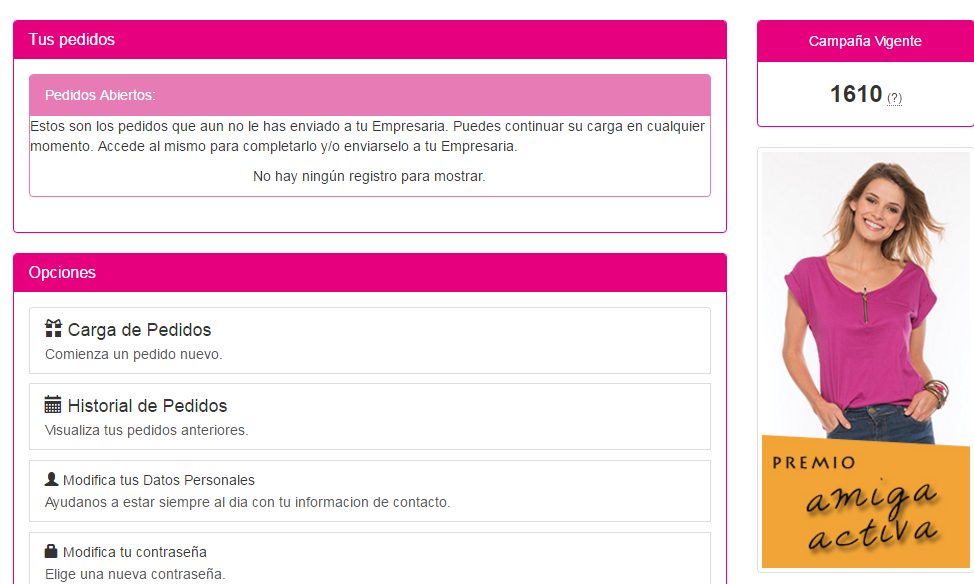 Tus pedidos
Pedidos Abiertos:
Estos son los pedidos que aun no le has enviado a tu Empresaria. Puedes continuar su carga en cualquier
momento. Accede al mismo para completarlo y/o enviarselo a tu Empresaria.
No hay ningún registro para mostrar.
Opciones
Carga de Pedidos
Comienza un pedido nuevo.
Historial de Pedidos
Visualiza tus pedidos anteriores.
Modifica tus Datos Personales
Ayudanos a estar siempre al dia con tu informacion de contacto.
Modifica tu contraseña
Elige una nueva contraseña.
Campaña Vigente
1610 (?)
PREMIO
amiga
activa